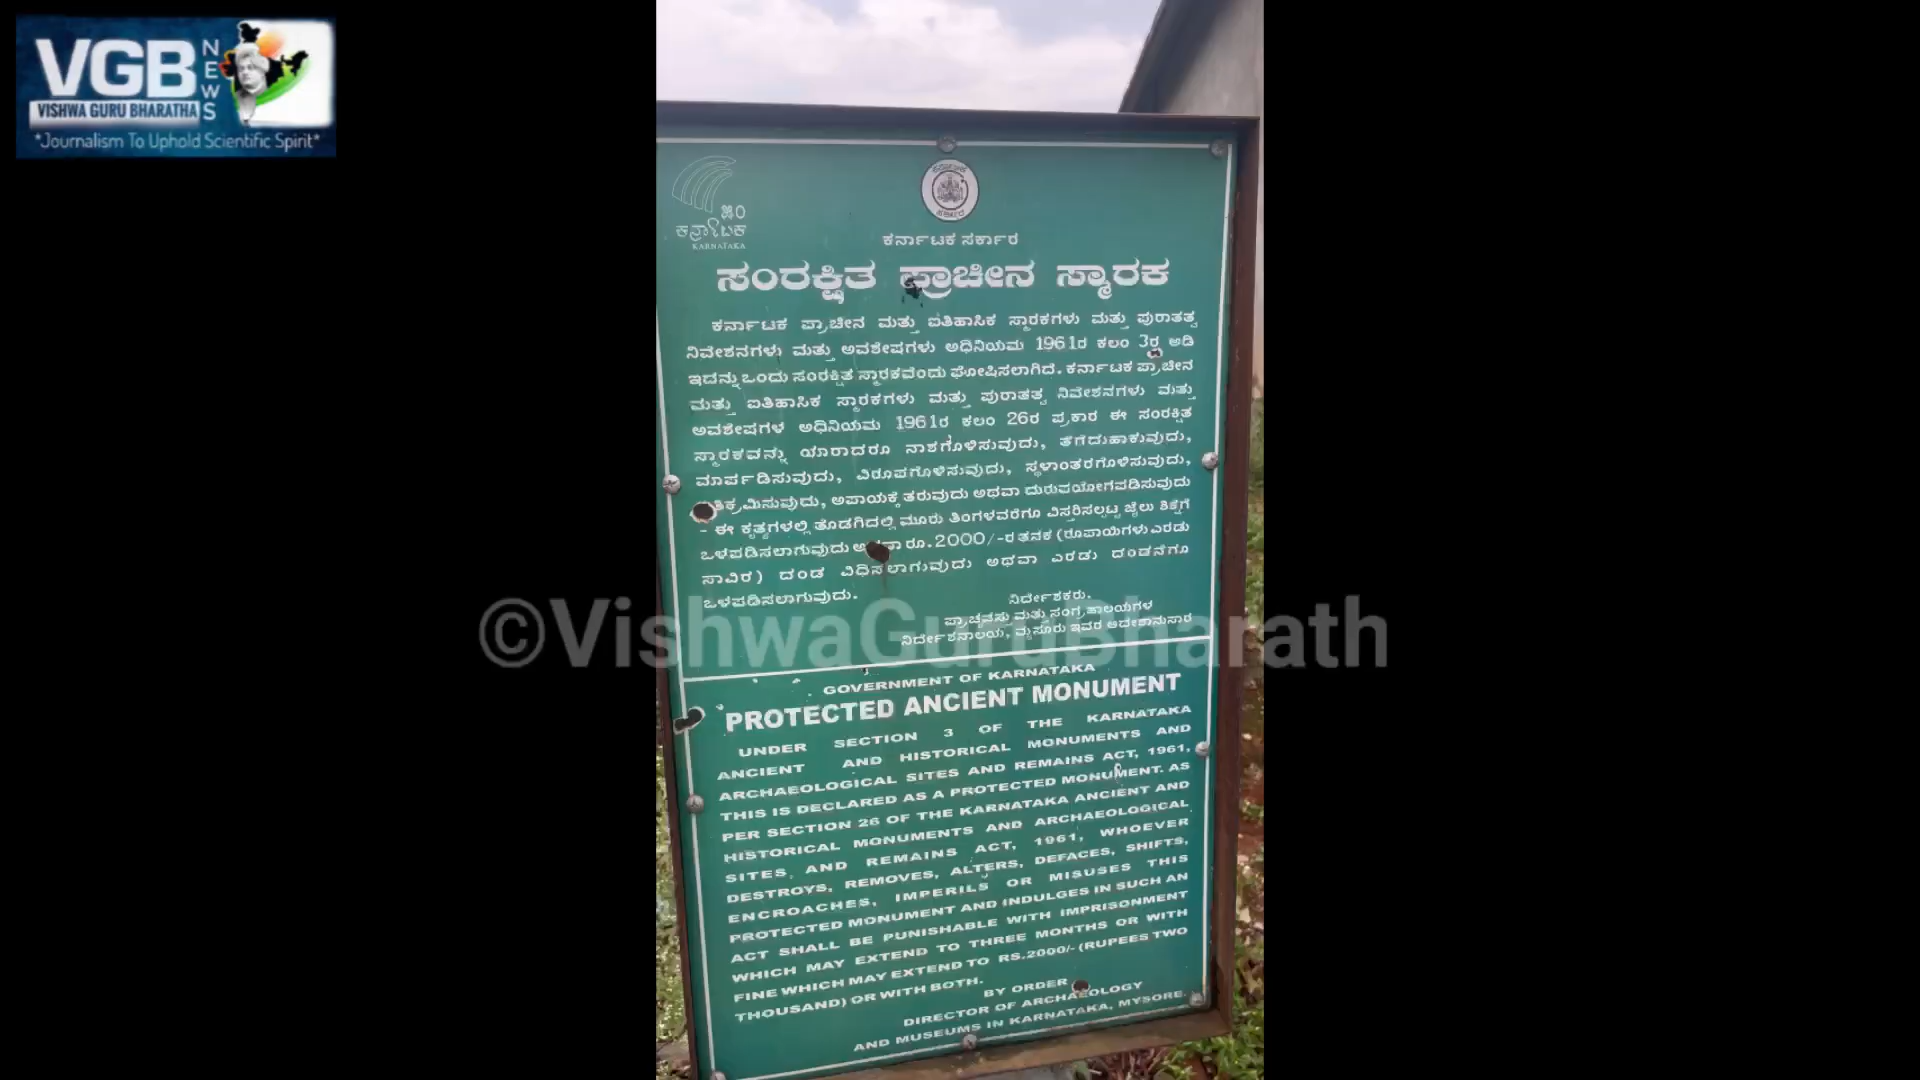 VGB NEWS
VISHWA GURU BHARATHA
"Journalism To Uphold Scientific Spirit"
೫೦
ಕರ್ನಾಟಕ
KARNATAKA
ಕರ್ನಾಟಕ ಸರ್ಕಾರ
ಸಂರಕ್ಷಿತ ಪ್ರಾಚೀನ ಸ್ಮಾರಕ
ಕರ್ನಾಟಕ ಪ್ರಾಚೀನ ಮತ್ತು ಐತಿಹಾಸಿಕ ಸ್ಮಾರಕಗಳು ಮತ್ತು ಪುರಾತತ್ವ
ನಿವೇಶನಗಳು ಮತ್ತು ಅವಶೇಷಗಳು ಅಧಿನಿಯಮ 1961ರ ಕಲಂ 3ರ ಅಡಿ
ಇದನ್ನು ಒಂದು ಸಂರಕ್ಷಿತ ಸ್ಮಾರಕವೆಂದು ಘೋಷಿಸಲಾಗಿದೆ. ಕರ್ನಾಟಕ ಪ್ರಾಚೀನ
ಮತ್ತು ಐತಿಹಾಸಿಕ ಸ್ಮಾರಕಗಳು ಮತ್ತು ಪುರಾತತ್ವ ನಿವೇಶನಗಳು ಮತ್ತು
ಅವಶೇಷಗಳ ಅಧಿನಿಯಮ 1961ರ ಕಲಂ 26ರ ಪ್ರಕಾರ ಈ ಸಂರಕ್ಷಿತ
ಸ್ಮಾರಕವನ್ನು ಯಾರಾದರೂ ನಾಶಗೊಳಿಸುವುದು, ತೆಗೆದುಹಾಕುವುದು,
ಮಾರ್ಪಡಿಸುವುದು, ವಿರೂಪಗೊಳಿಸುವುದು, ಸ್ಥಳಾಂತರಗೊಳಿಸುವುದು,
ಅತಿಕ್ರಮಿಸುವುದು, ಅಪಾಯಕ್ಕೆ ತರುವುದು ಅಥವಾ ದುರುಪಯೋಗಪಡಿಸುವುದು
- ಈ ಕೃತ್ಯಗಳಲ್ಲಿ ತೊಡಗಿದಲ್ಲಿ ಮೂರು ತಿಂಗಳವರೆಗೂ ವಿಸ್ತರಿಸಲ್ಪಟ್ಟ ಜೈಲು ಶಿಕ್ಷೆಗೆ
ಒಳಪಡಿಸಲಾಗುವುದು ಅಥವಾ ರೂ.2000/-ರ ತನಕ (ರೂಪಾಯಿಗಳು ಎರಡು
ಸಾವಿರ) ದಂಡ ವಿಧಿಸಲಾಗುವುದು ಅಥವಾ ಎರಡು ದಂಡನೆಗೂ
ಒಳಪಡಿಸಲಾಗುವುದು.
ನಿರ್ದೇಶಕರು.
ಪ್ರಾಚ್ಯವಸ್ತು ಮತ್ತು ಸಂಗ್ರಹಾಲಯಗಳ
ನಿರ್ದೇಶನಾಲಯ, ಮೈಸೂರು ಇವರ ಆದೇಶಾನುಸಾರ
©VishwaGuruBharath
GOVERNMENT OF KARNATAKA
PROTECTED ANCIENT MONUMENT
UNDER SECTION 3 OF THE KARNATAKA
ANCIENT AND HISTORICAL MONUMENTS AND
ARCHAEOLOGICAL SITES AND REMAINS ACT, 1961,
THIS IS DECLARED AS A PROTECTED MONUMENT. AS
PER SECTION 26 OF THE KARNATAKA ANCIENT AND
HISTORICAL MONUMENTS AND ARCHAEOLOGICAL
SITES, AND REMAINS ACT, 1961, WHOEVER
DESTROYS, REMOVES, ALTERS, DEFACES, SHIFTS,
ENCROACHES, IMPERILS OR MISUSES THIS
PROTECTED MONUMENT AND INDULGES IN SUCH AN
ACT SHALL BE PUNISHABLE WITH IMPRISONMENT
WHICH MAY EXTEND TO THREE MONTHS OR WITH
FINE WHICH MAY EXTEND TO RS.2000/- (RUPEES TWO
THOUSAND) OR WITH BOTH.
BY ORDER
DIRECTOR OF ARCHAEOLOGY
AND MUSEUMS IN KARNATAKA, MYSORE.